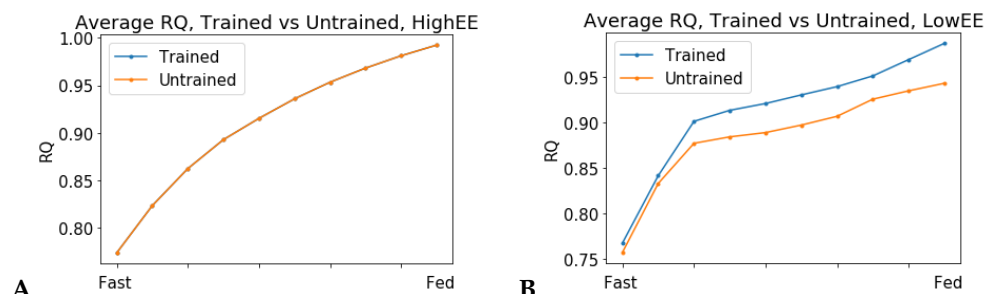 Average RQ, Trained vs Untrained, HighEE
1.00
0.95
0.90
0.85
0.80
RQ
Trained
Untrained
Fast
Fed
A
Average RQ, Trained vs Untrained, LowEE
0.95
0.90
0.85
0.80
0.75
RQ
Trained
Untrained
Fast
Fed
B